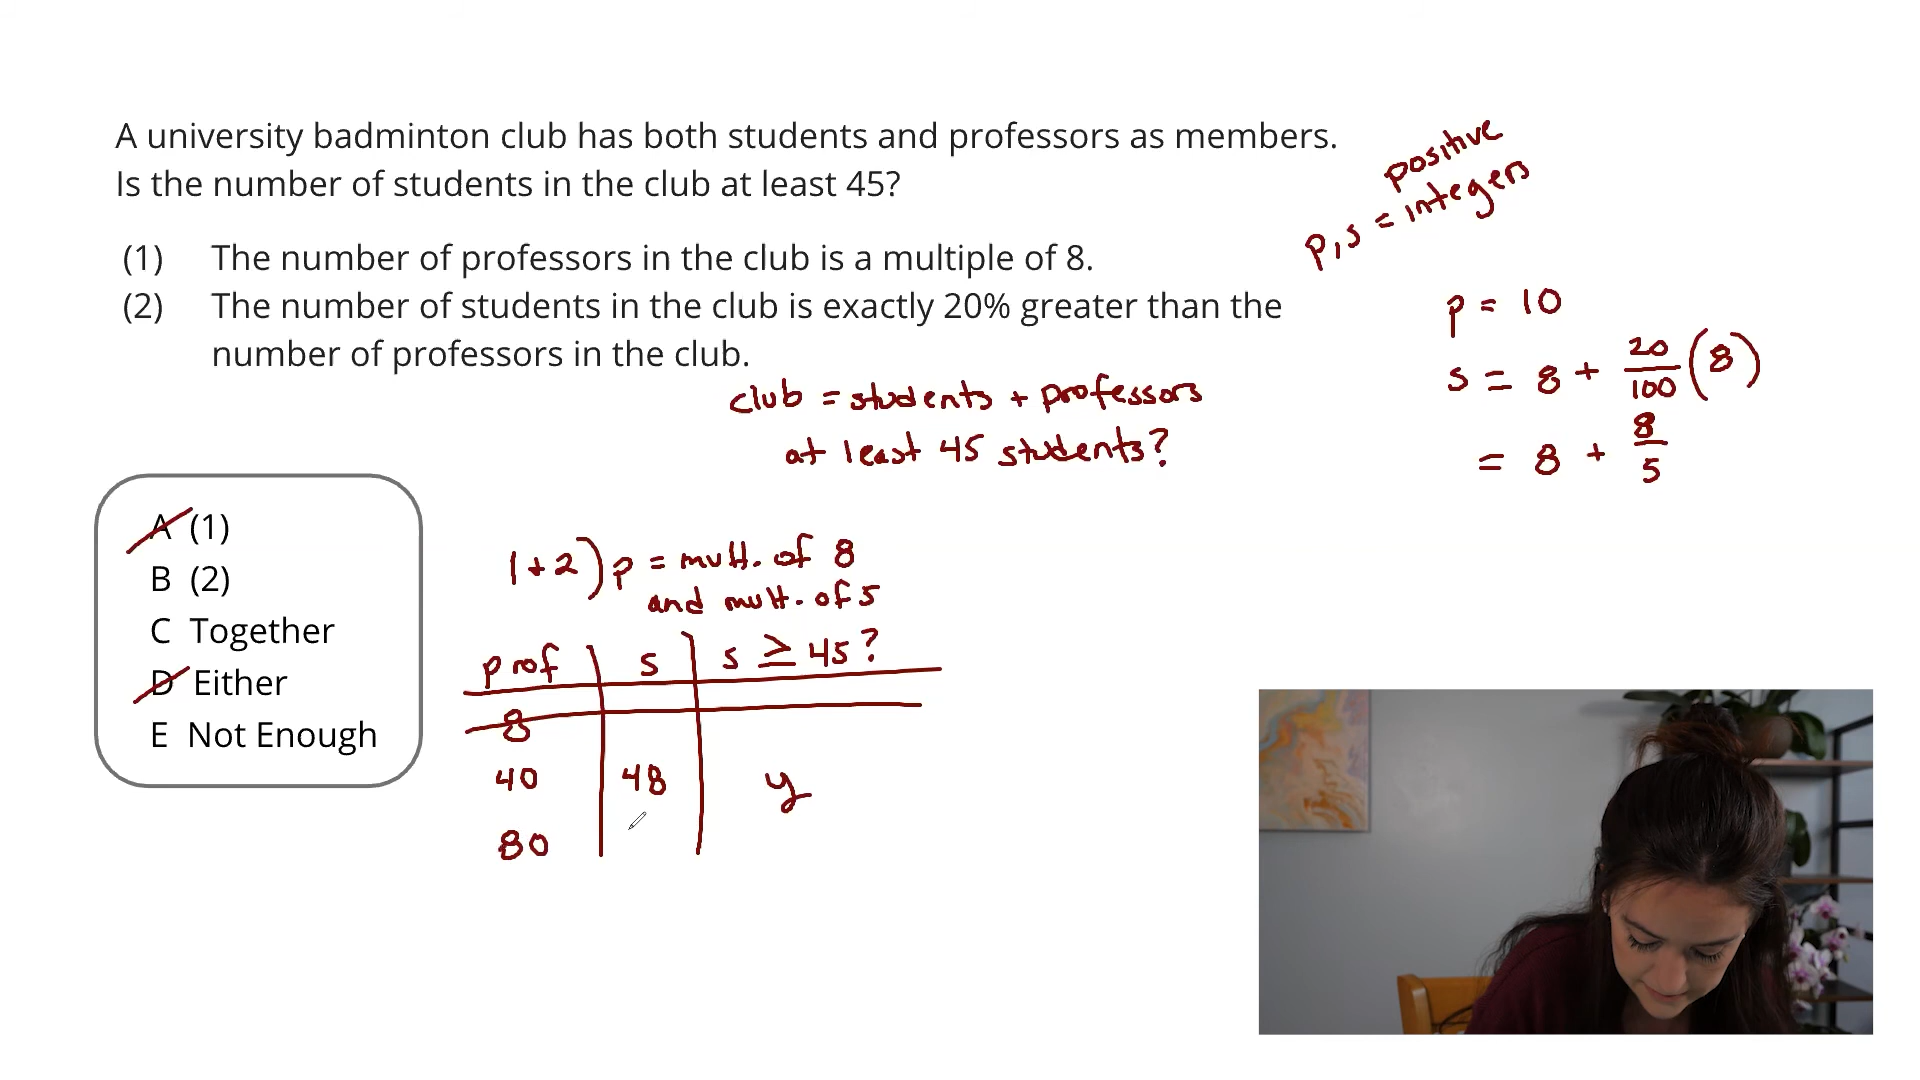 A university badminton club has both students and professors as members.
Is the number of students in the club at least 45?
(1) The number of professors in the club is a multiple of 8.
(2) The number of students in the club is exactly 20% greater than the
number of professors in the club.
positive
p,s = integers
p = 10
s = 8 + 20/100 (8)
= 8 + 8/5
club = students + professors
at least 45 students?
A (1)
B (2)
C Together
D Either
E Not Enough
1+2) p = mult. of 8
and mult. of 5
prof s s ≥ 45?
8
40 48 y
80